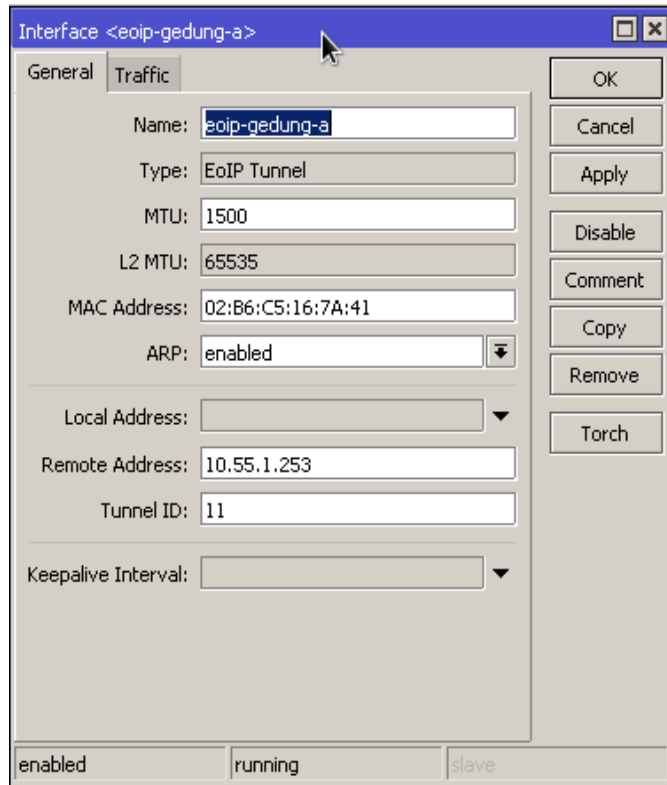 Interface <eoip-gedung-a>
General Traffic
Name: eoip-gedung-a
Type: EoIP Tunnel
MTU: 1500
L2 MTU: 65535
MAC Address: 02:B6:C5:16:7A:41
ARP: enabled
Local Address:
Remote Address: 10.55.1.253
Tunnel ID: 11
Keepalive Interval:
OK
Cancel
Apply
Disable
Comment
Copy
Remove
Torch
enabled running slave